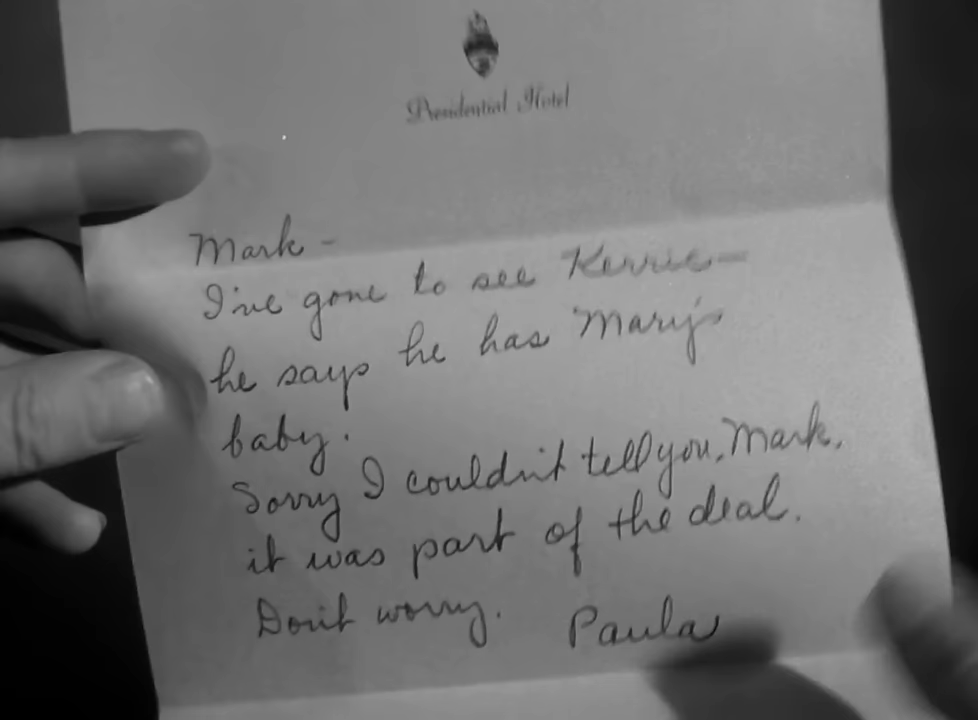 Presidential Hotel
Mark -
I've gone to see Kerrie—
he says he has Mary's
baby.
Sorry I couldn't tell you, Mark.
it was part of the deal.
Don't worry. Paula